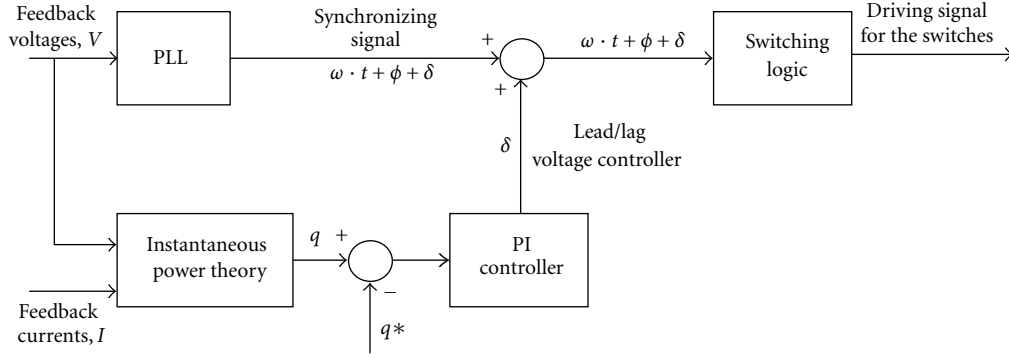 Feedback
voltages, V
PLL
Synchronizing
signal
ω · t + ϕ + δ
+
+
ω · t + ϕ + δ
Switching
logic
Driving signal
for the switches
δ
Lead/lag
voltage controller
Instantaneous
power theory
q
+
−
q*
PI
controller
Feedback
currents, I